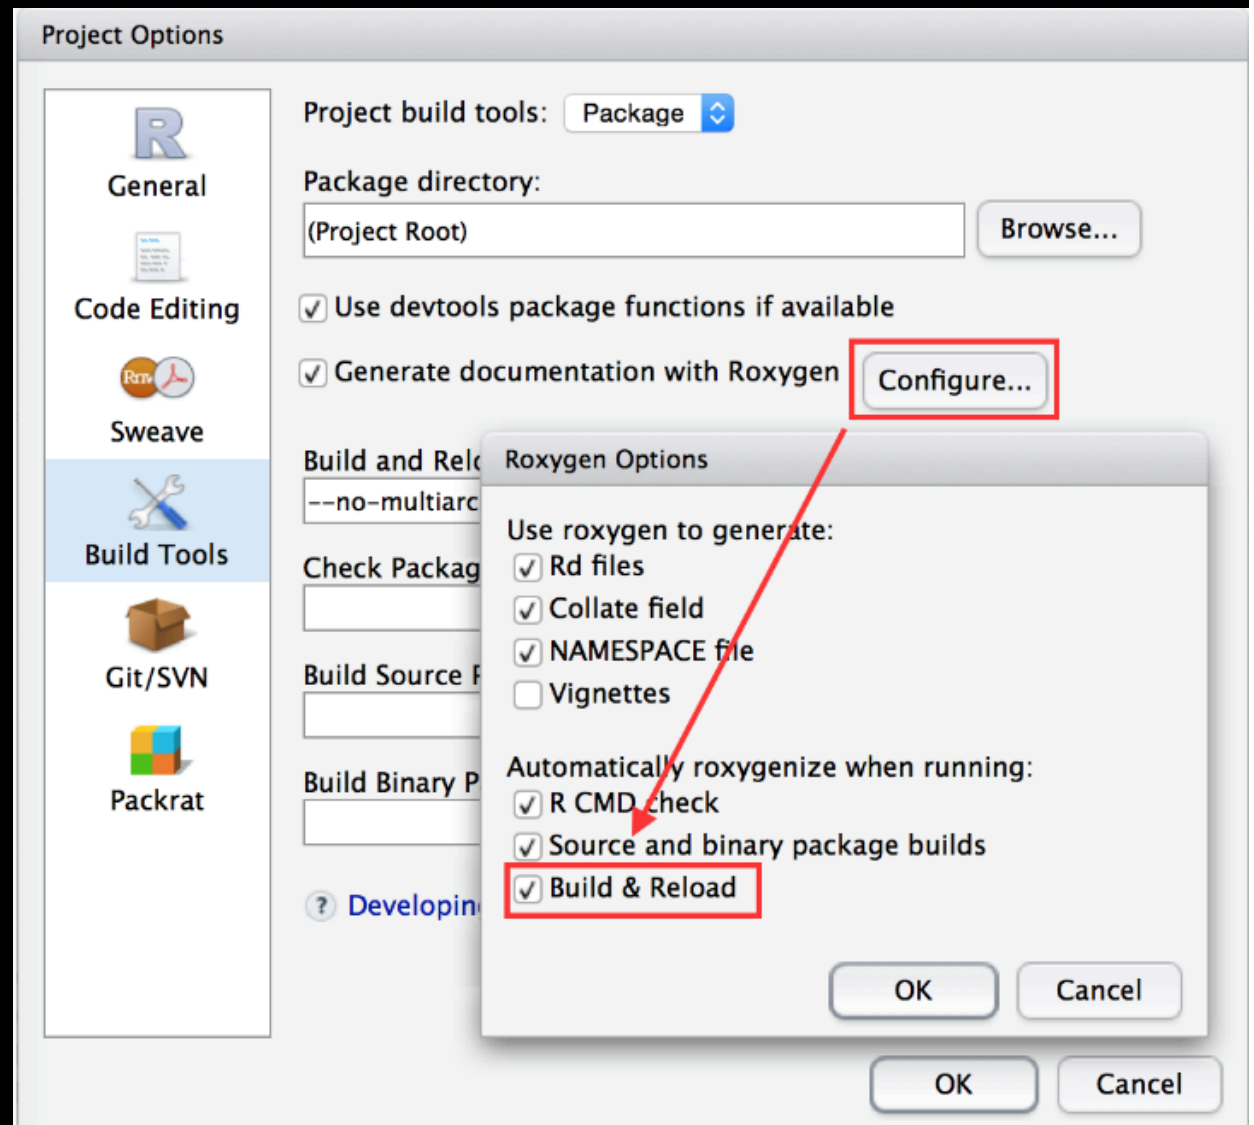 Project Options
General
Code Editing
Sweave
Build Tools
Git/SVN
Packrat
Project build tools: Package
Package directory:
(Project Root)
Browse...
Use devtools package functions if available
Generate documentation with Roxygen
Configure...
Build and Relo
--no-multiarc
Check Packag
Build Source P
Build Binary P
? Developin
Roxygen Options
Use roxygen to generate:
Rd files
Collate field
NAMESPACE file
Vignettes
Automatically roxygenize when running:
R CMD check
Source and binary package builds
Build & Reload
OK Cancel
OK Cancel